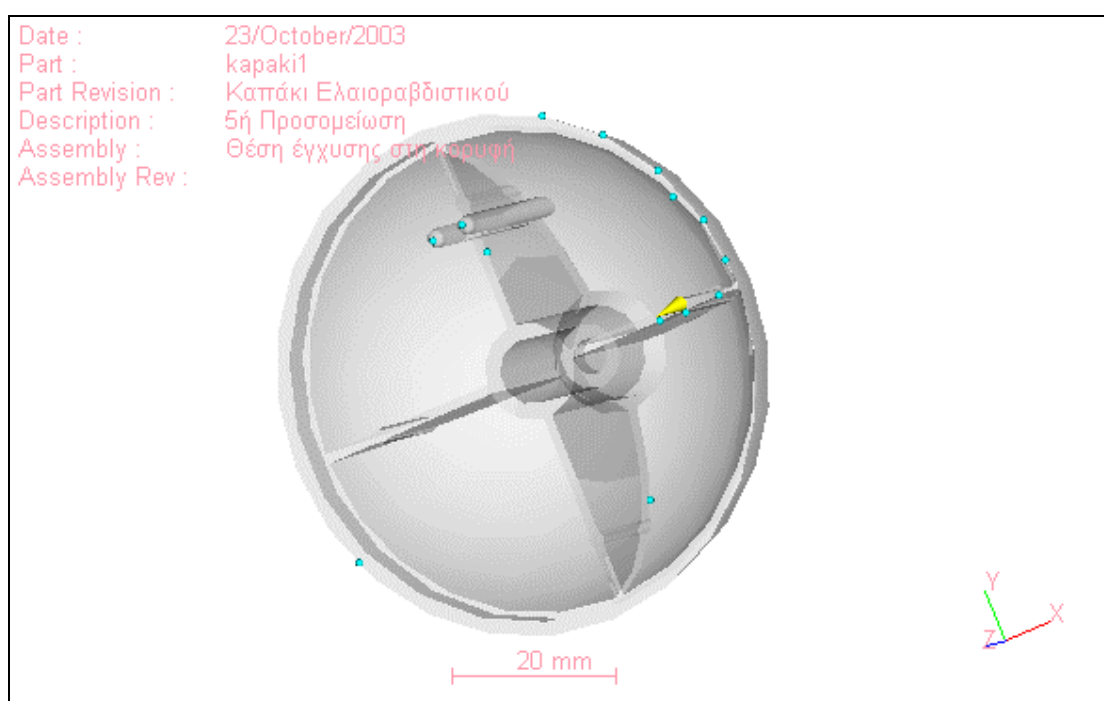 Date : 23/October/2003
Part : kapaki1
Part Revision : Καπάκι Ελαιοραβδιστικού
Description : 5ή Προσομείωση
Assembly : Θέση έγχυσης στη κορυφή
Assembly Rev :
Y
X
Z
20 mm